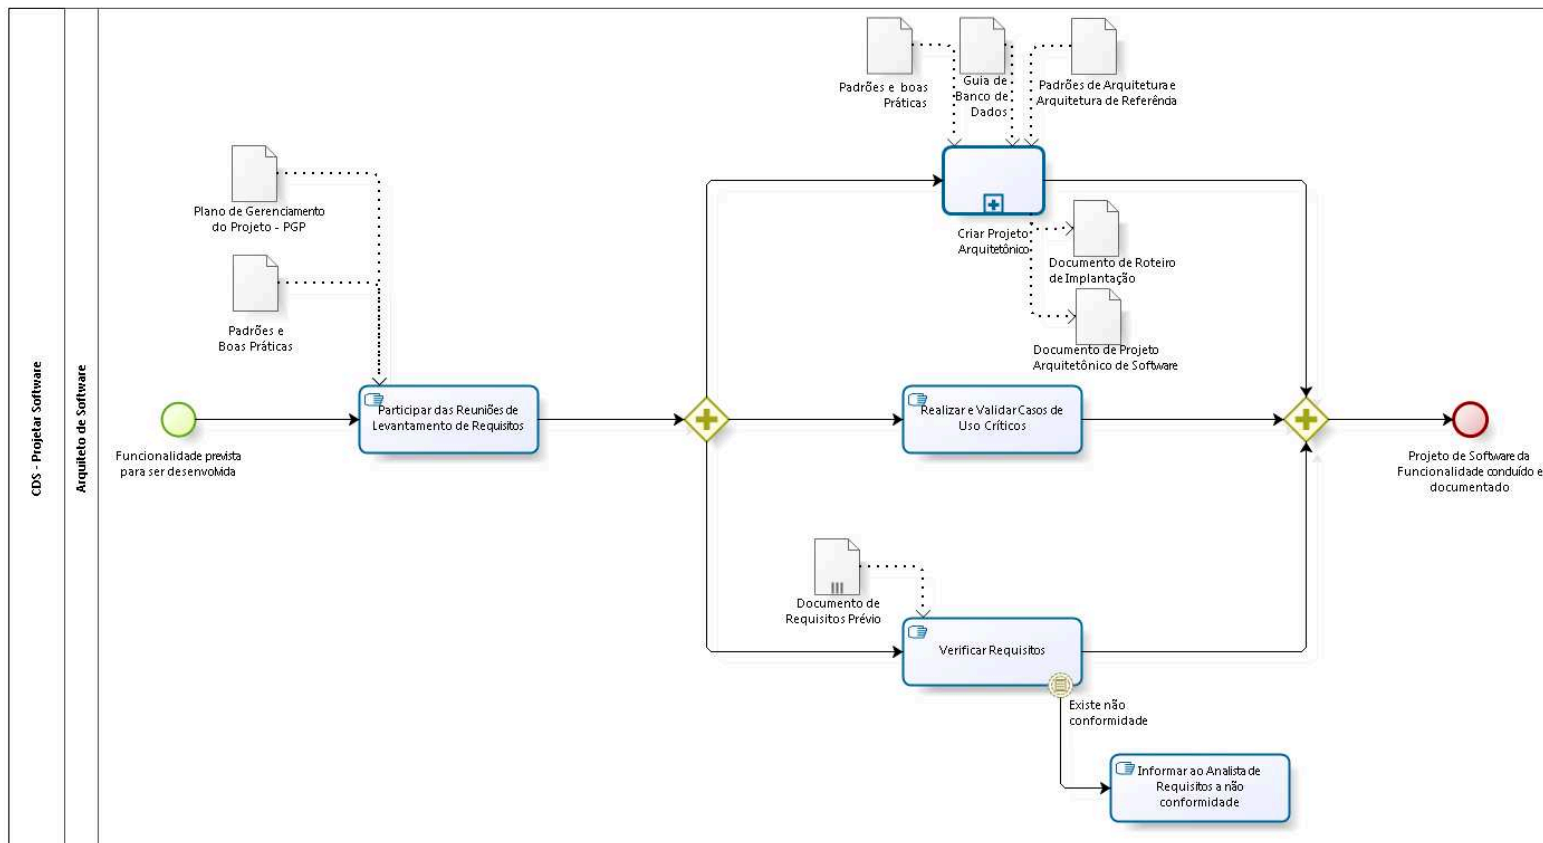 CDS - Projetar Software
Arquiteto de Software
Padrões e boas
Práticas
Guia de
Banco de
Dados
Padrões de Arquitetura e
Arquitetura de Referência
Plano de Gerenciamento
do Projeto - PGP
Criar Projeto
Arquitetônico
Documento de Roteiro
de Implantação
Padrões e
Boas Práticas
Documento de Projeto
Arquitetônico de Software
Funcionalidade prevista
para ser desenvolvida
Participar das Reuniões de
Levantamento de Requisitos
Realizar e Validar Casos de
Uso Críticos
Projeto de Software da
Funcionalidade concluído e
documentado
Documento de
Requisitos Prévio
Verificar Requisitos
Existe não
conformidade
Informar ao Analista de
Requisitos a não
conformidade